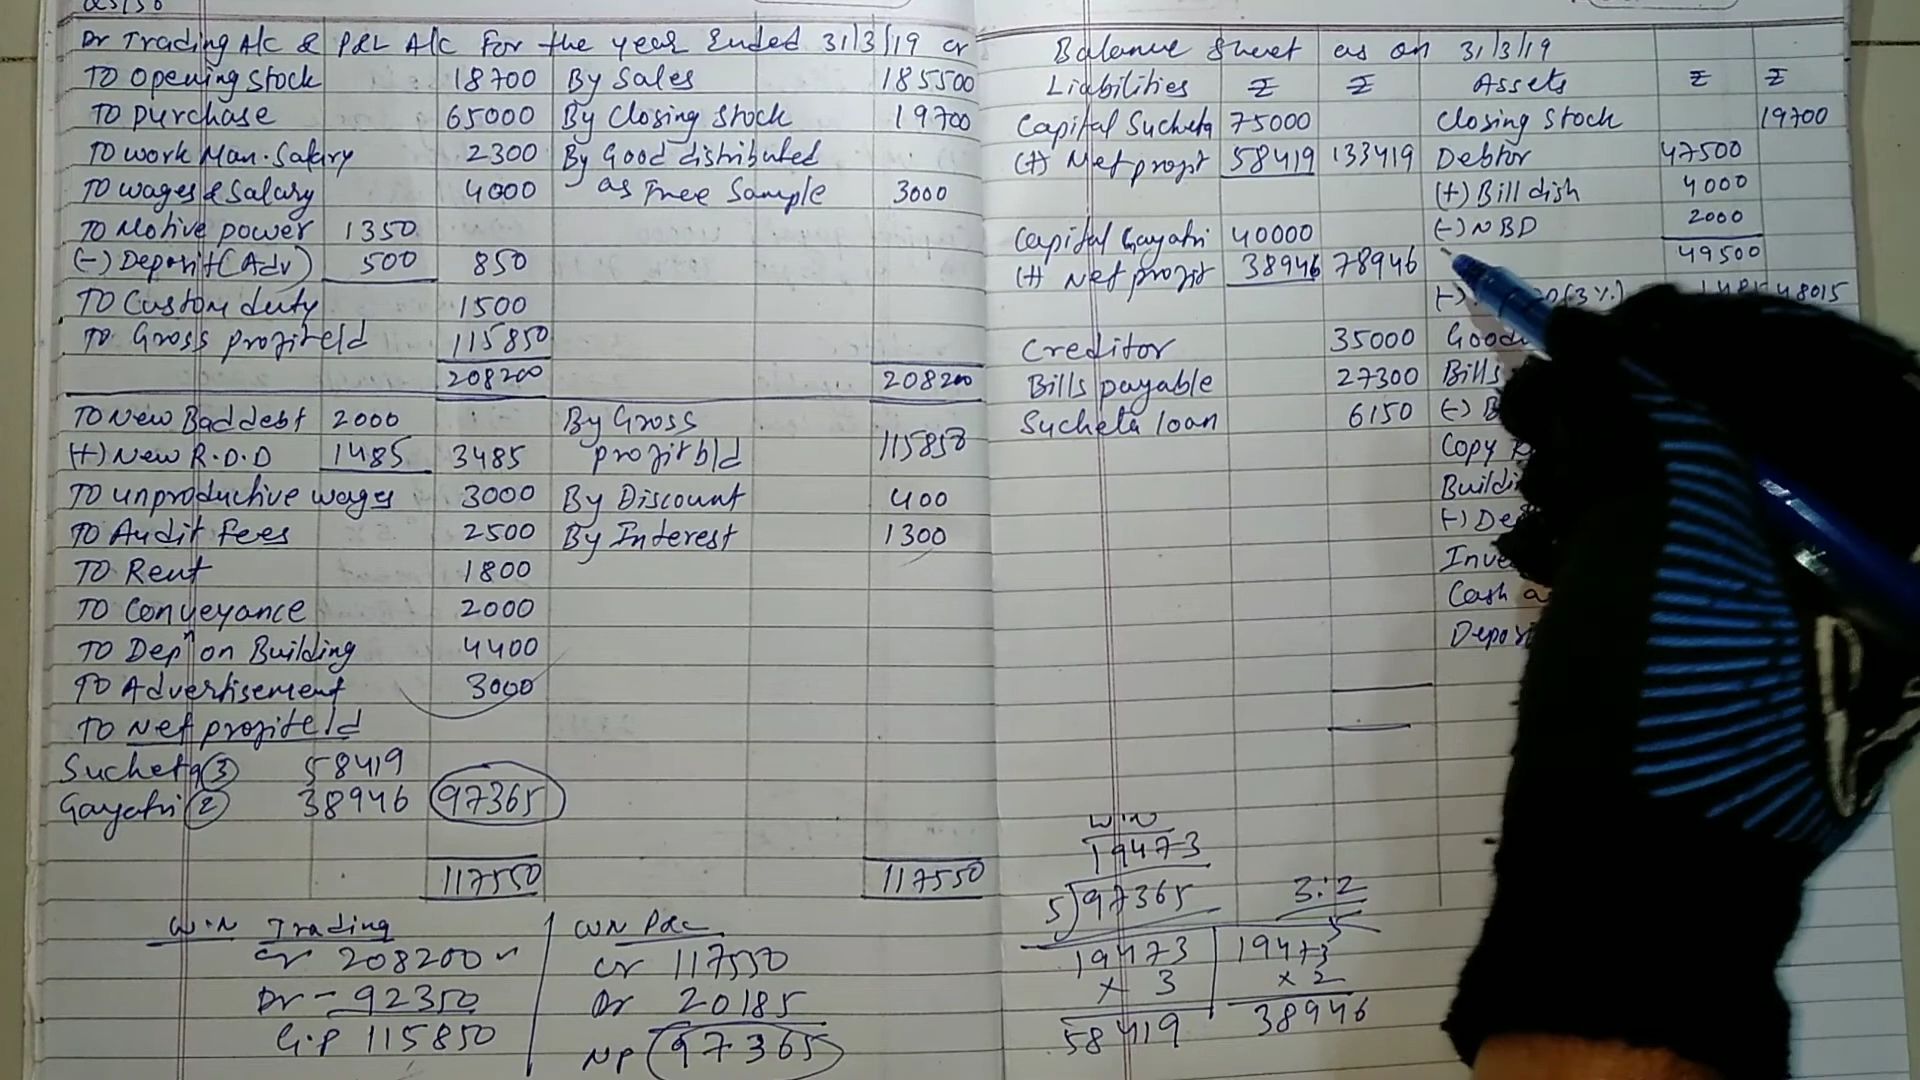 Dr Trading A/c & P&L A/c For the year Ended 31/3/19 Cr
To Opening stock 18700 By Sales 185500
To purchase 65000 By Closing stock 19700
To work Man. Salary 2300 By Good distributed
To wages & Salary 4000 as Free Sample 3000
To Motive power 1350
(-) Deposit (Adv) 500 850
To Custom duty 1500
To Gross profit c/d 115850
208200 208200
To New Bad debt 2000 By Gross
(+) New R.D.D 1485 3485 profit b/d 115850
To unproductive wages 3000 By Discount 400
To Audit Fees 2500 By Interest 1300
To Rent 1800
To Conveyance 2000
To Depn on Building 4400
To Advertisement 3000
To Net profit c/d
Sucheta 3 58419
Gayatri 2 38946 97365
117550 117550
W.N Trading
Cr 208200
Dr - 92350
G.P 115850
WN P&L
Cr 117550
Dr 20185
NP 97365
Balance Sheet as on 31/3/19
Liabilities ₹ ₹ Assets ₹ ₹
Capital Sucheta 75000 Closing Stock 19700
(+) Net profit 58419 133419 Debtor 47500
(+) Bill dish 4000
Capital Gayatri 40000 (-) NBD 2000
(+) Net profit 38946 78946 49500
(-) (3%) 1485 48015
Creditor 35000
Bills payable 27300 Bills
Sucheta loan 6150 (-)
Copy
(-)
Cash
W.N
19473
5)97365 3:2
19473 19473
x 3 x 2
58419 38946